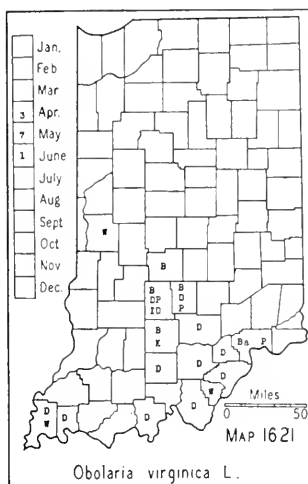 Jan.
Feb
Mar
3 Apr.
7. May
1 June
July
Aug
Sept
Oct
Nov
Dec.
W
B
B B
DP D
ID P
B D
K
Ba P
D D D
D
W
D D D D
W
Miles
0 50
MAP 1621
Obolaria virginica L.